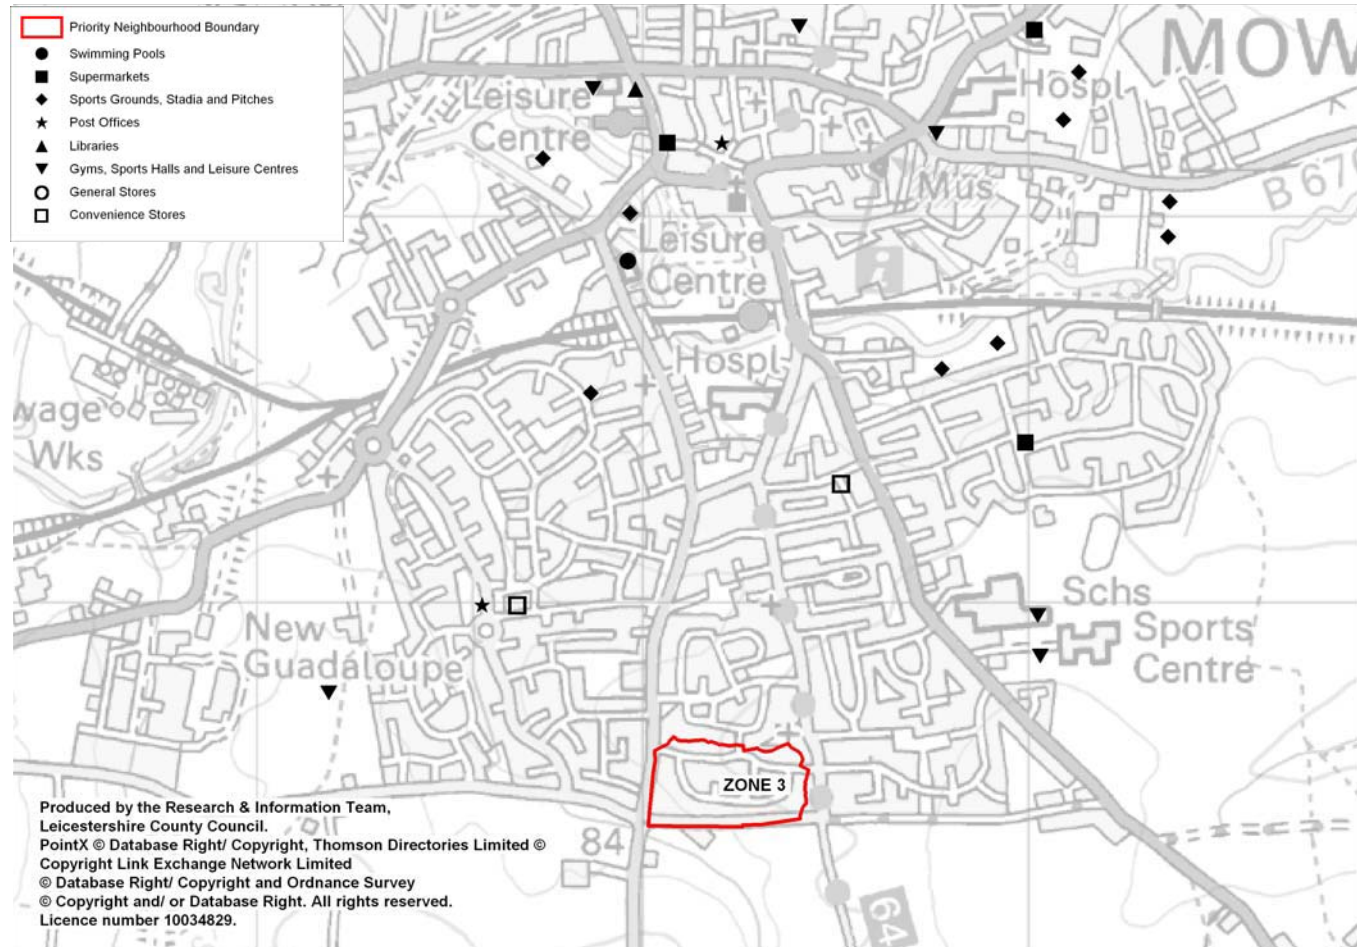 Priority Neighbourhood Boundary
Swimming Pools
Supermarkets
Sports Grounds, Stadia and Pitches
Post Offices
Libraries
Gyms, Sports Halls and Leisure Centres
General Stores
Convenience Stores
MOW
Hospl
Leisure
Centre
Mus
B 676
Leisure
Centre
Hospl
wage
Wks
Schs
Sports
Centre
New
Guadaloupe
ZONE 3
84
64
Produced by the Research & Information Team,
Leicestershire County Council.
PointX © Database Right/ Copyright, Thomson Directories Limited ©
Copyright Link Exchange Network Limited
© Database Right/ Copyright and Ordnance Survey
© Copyright and/ or Database Right. All rights reserved.
Licence number 10034829.